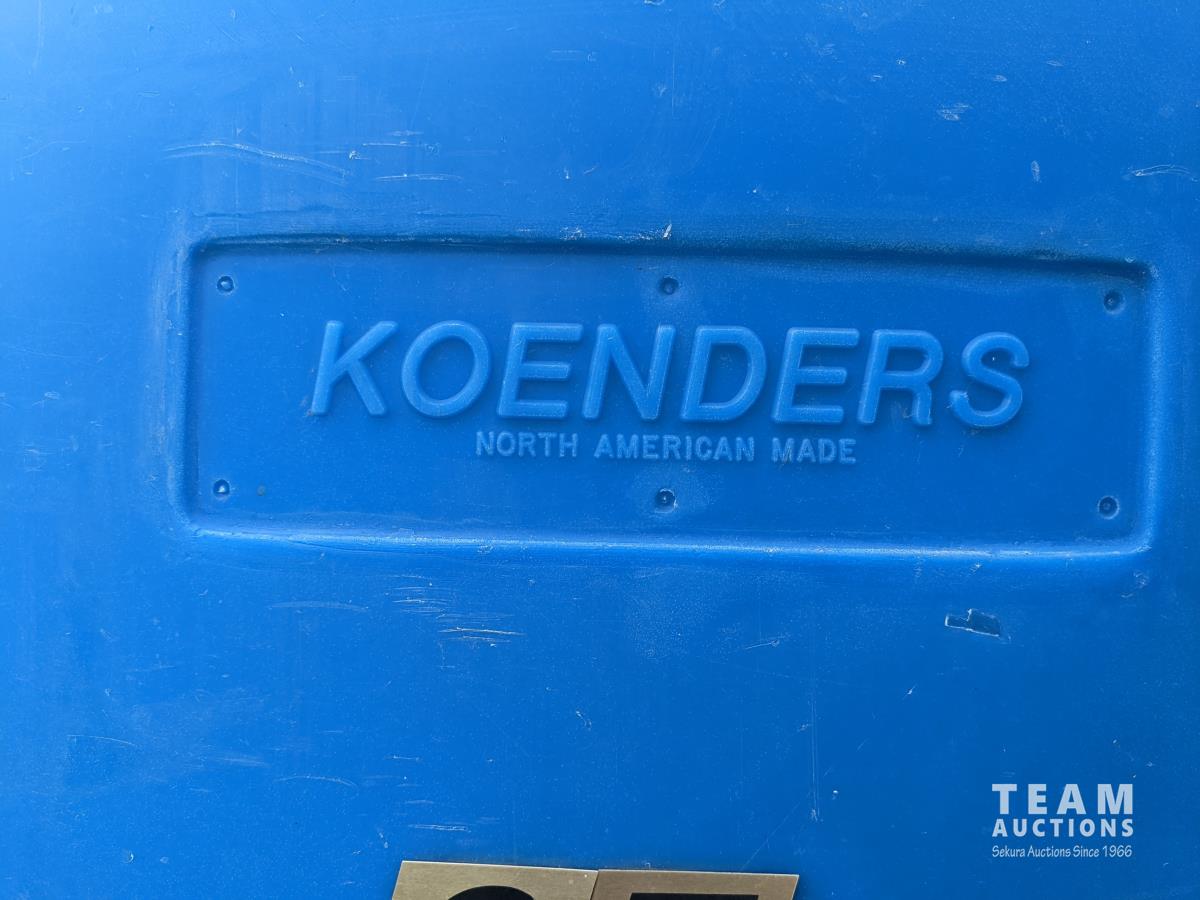 KOENDERS
NORTH AMERICAN MADE
TEAM
AUCTIONS
Sekura Auctions Since 1966